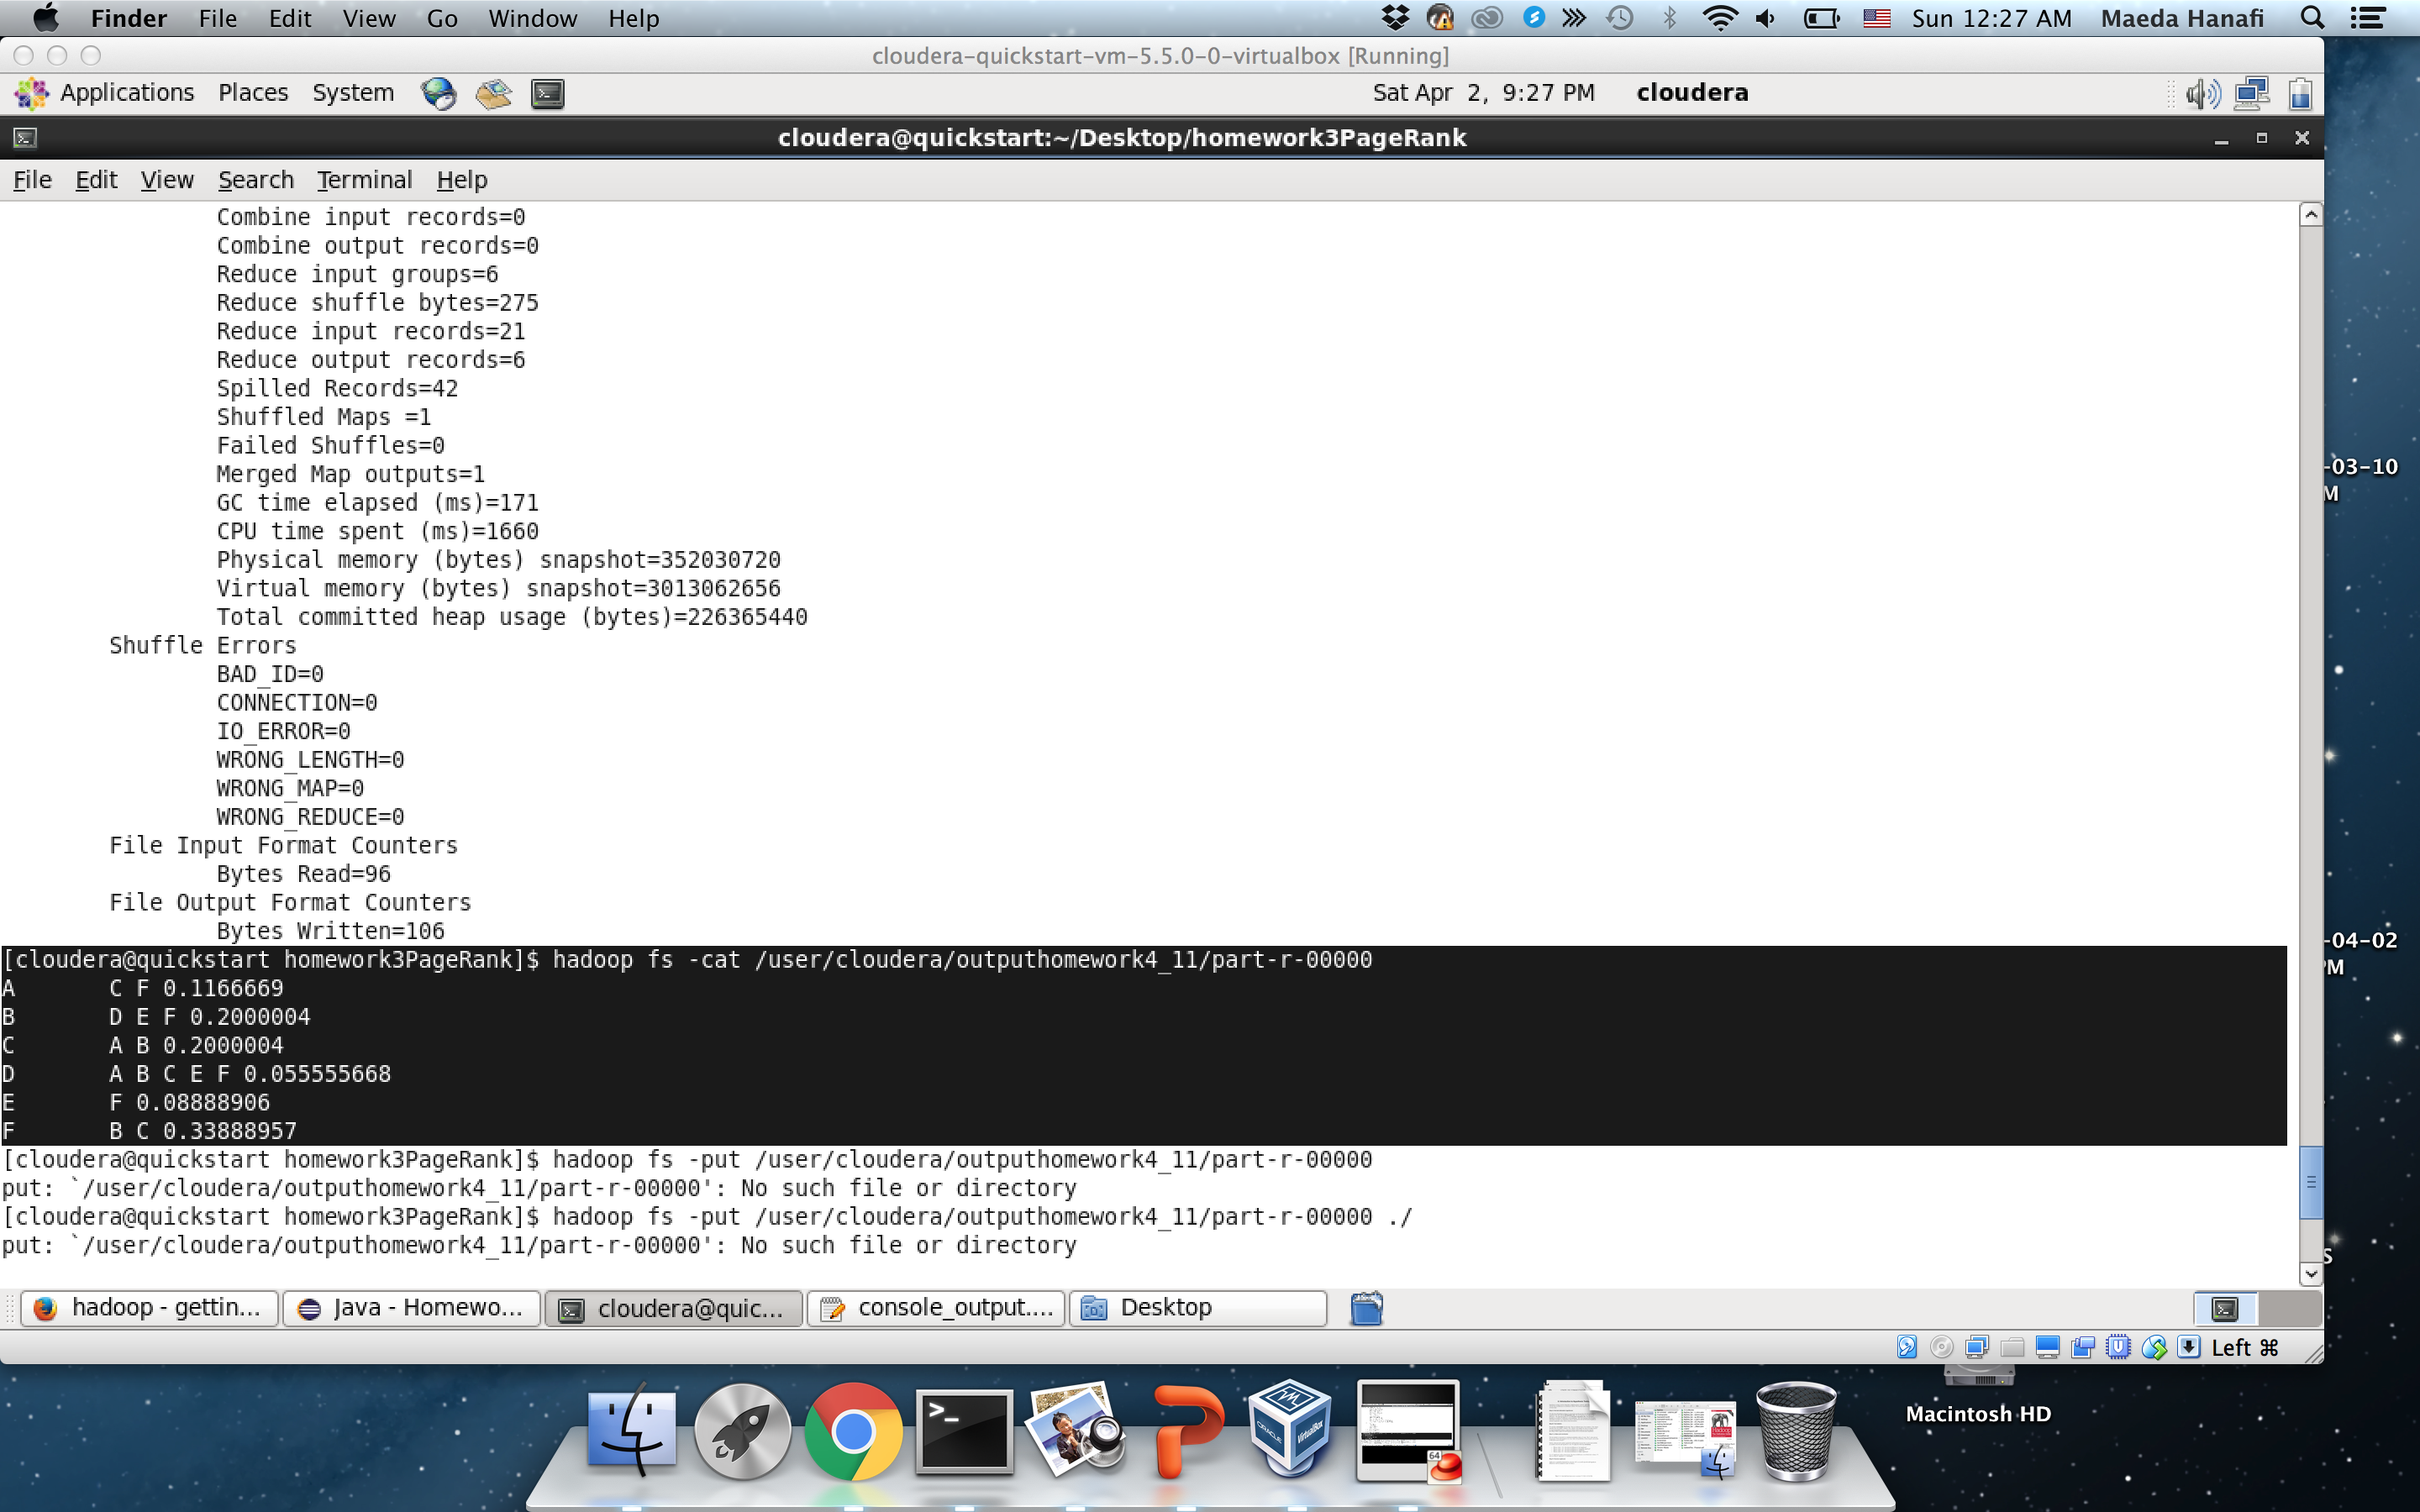 Finder File Edit View Go Window Help Sun 12:27 AM Maeda Hanafi
cloudera-quickstart-vm-5.5.0-0-virtualbox [Running]
Applications Places System Sat Apr 2, 9:27 PM cloudera
cloudera@quickstart:~/Desktop/homework3PageRank
File Edit View Search Terminal Help
Combine input records=0
Combine output records=0
Reduce input groups=6
Reduce shuffle bytes=275
Reduce input records=21
Reduce output records=6
Spilled Records=42
Shuffled Maps =1
Failed Shuffles=0
Merged Map outputs=1
GC time elapsed (ms)=171
CPU time spent (ms)=1660
Physical memory (bytes) snapshot=352030720
Virtual memory (bytes) snapshot=3013062656
Total committed heap usage (bytes)=226365440
Shuffle Errors
BAD_ID=0
CONNECTION=0
IO_ERROR=0
WRONG_LENGTH=0
WRONG_MAP=0
WRONG_REDUCE=0
File Input Format Counters
Bytes Read=96
File Output Format Counters
Bytes Written=106
[cloudera@quickstart homework3PageRank]$ hadoop fs -cat /user/cloudera/outputhomework4_11/part-r-00000
A C F 0.1166669
B D E F 0.2000004
C A B 0.2000004
D A B C E F 0.055555668
E F 0.08888906
F B C 0.33888957
[cloudera@quickstart homework3PageRank]$ hadoop fs -put /user/cloudera/outputhomework4_11/part-r-00000
put: `/user/cloudera/outputhomework4_11/part-r-00000': No such file or directory
[cloudera@quickstart homework3PageRank]$ hadoop fs -put /user/cloudera/outputhomework4_11/part-r-00000 ./
put: `/user/cloudera/outputhomework4_11/part-r-00000': No such file or directory
-03-10
M
-04-02
PM
S
hadoop - gettin... Java - Homewo... cloudera@quic... console_output.... Desktop
Left ⌘
Macintosh HD